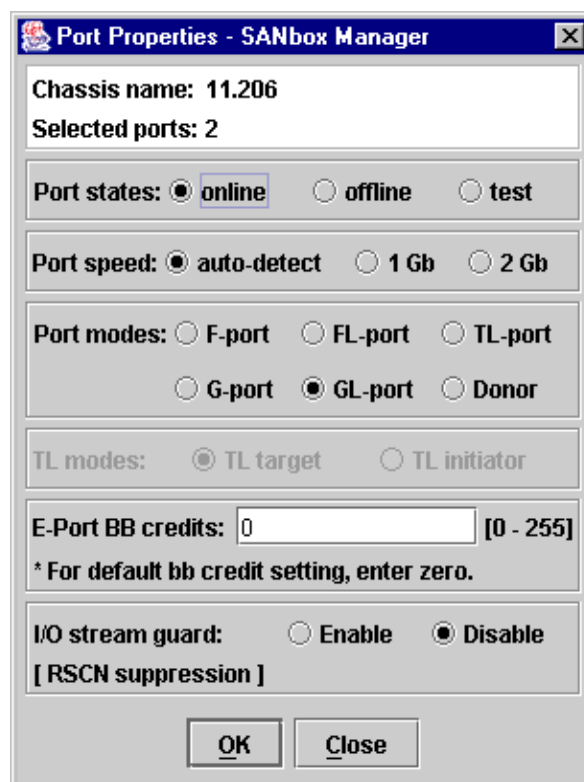 Port Properties - SANbox Manager
Chassis name: 11.206
Selected ports: 2
Port states: online offline test
Port speed: auto-detect 1 Gb 2 Gb
Port modes: F-port FL-port TL-port
G-port GL-port Donor
TL modes: TL target TL initiator
E-Port BB credits: 0 [0 - 255]
* For default bb credit setting, enter zero.
I/O stream guard: Enable Disable
[ RSCN suppression ]
OK Close